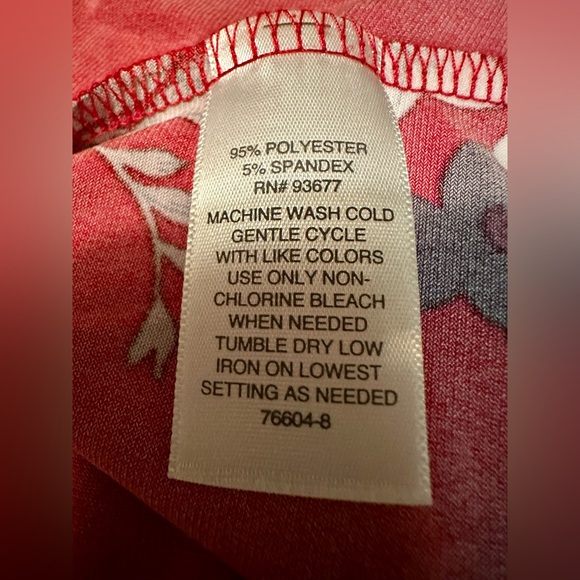 95% POLYESTER
5% SPANDEX
RN# 93677
MACHINE WASH COLD
GENTLE CYCLE
WITH LIKE COLORS
USE ONLY NON-
CHLORINE BLEACH
WHEN NEEDED
TUMBLE DRY LOW
IRON ON LOWEST
SETTING AS NEEDED
76604-8